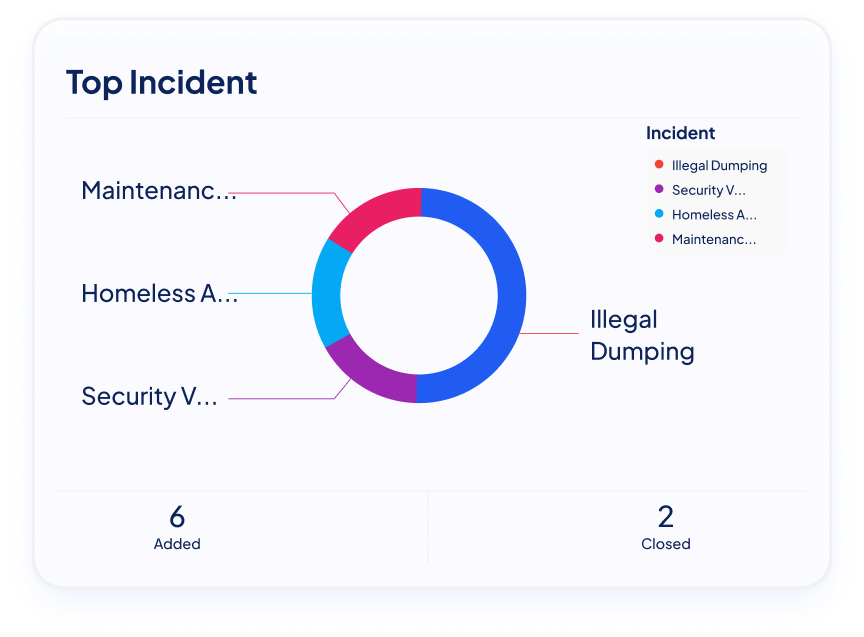 Top Incident
Incident
Illegal Dumping
Security V...
Homeless A...
Maintenanc...
Maintenanc...
Homeless A...
Security V...
Illegal
Dumping
6
Added
2
Closed